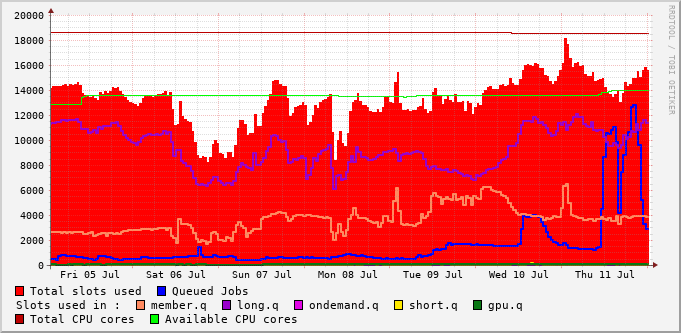 20000
18000
16000
14000
12000
10000
8000
6000
4000
2000
0
Fri 05 Jul Sat 06 Jul Sun 07 Jul Mon 08 Jul Tue 09 Jul Wed 10 Jul Thu 11 Jul
Total slots used Queued Jobs
Slots used in : member.q long.q ondemand.q short.q gpu.q
Total CPU cores Available CPU cores
RRDTOOL / TOBI OETIKER